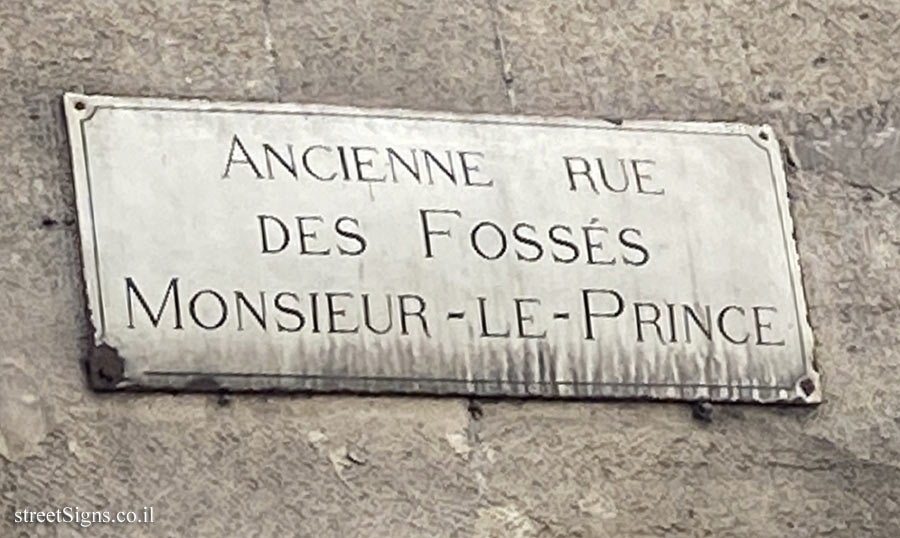 ANCIENNE RUE
DES FOSSÉS
MONSIEUR-LE-PRINCE
streetSigns.co.il